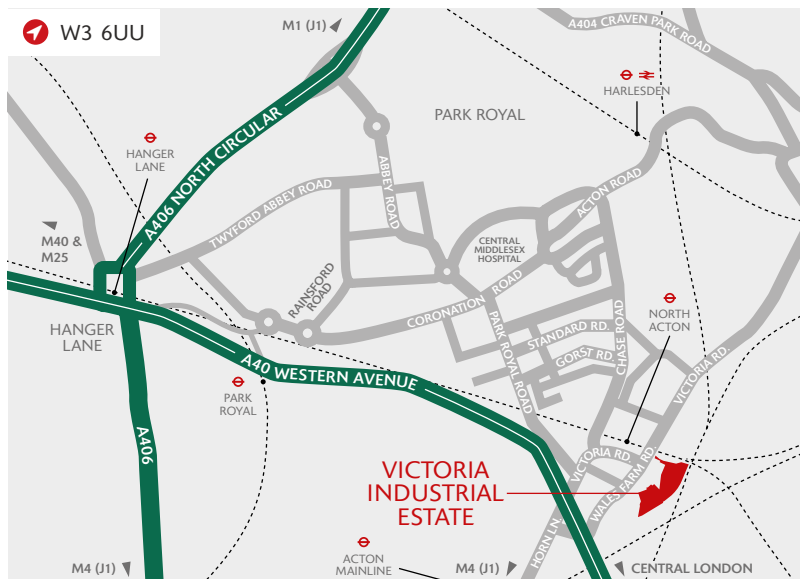 W3 6UU
M1 (J1)
A404 CRAVEN PARK ROAD
HARLESDEN
PARK ROYAL
HANGER
LANE
A406 NORTH CIRCULAR
ABBEY ROAD
TWYFORD ABBEY ROAD
ACTON ROAD
M40 &
M25
CENTRAL
MIDDLESEX
HOSPITAL
RAINSFORD
ROAD
CORONATION ROAD
NORTH
ACTON
HANGER
LANE
PARK ROYAL ROAD
STANDARD RD.
GORST RD.
CHASE ROAD
VICTORIA RD.
A40 WESTERN AVENUE
PARK
ROYAL
A406
VICTORIA RD
WALES FARM RD.
VICTORIA
INDUSTRIAL
ESTATE
HORN LN.
ACTON
MAINLINE
M4 (J1)
M4 (J1)
CENTRAL LONDON